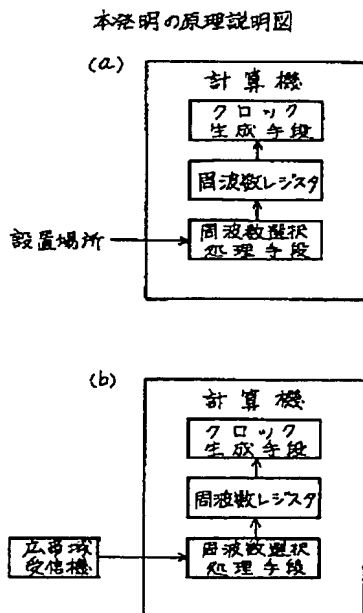 本発明の原理説明図
(a)
計算機
クロック
生成手段
周波数レジスタ
設置場所
周波数選択
処理手段
(b)
計算機
クロック
生成手段
周波数レジスタ
広帯域
受信機
周波数選択
処理手段